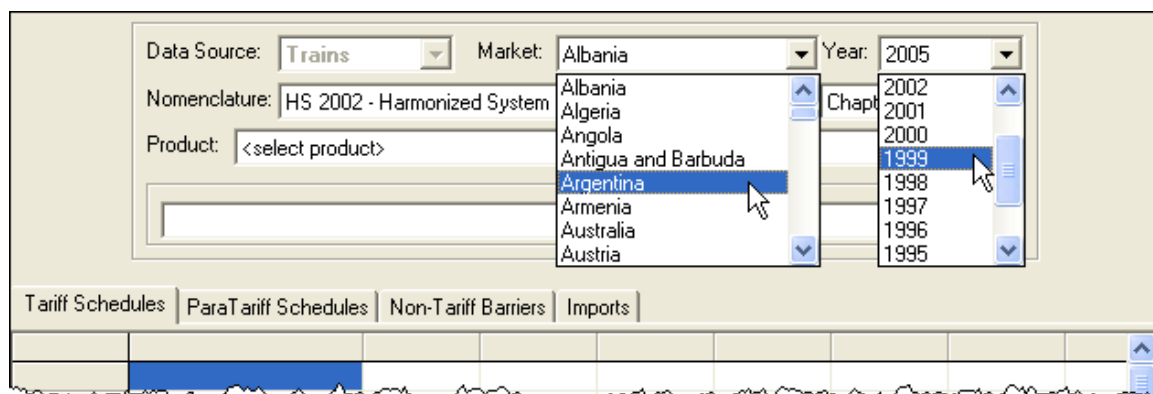 Data Source: Trains Market: Albania Year: 2005
Nomenclature: HS 2002 - Harmonized System Chapt
Product: <select product>
Albania
Algeria
Angola
Antigua and Barbuda
Argentina
Armenia
Australia
Austria
2002
2001
2000
1999
1998
1997
1996
1995
Tariff Schedules ParaTariff Schedules Non-Tariff Barriers Imports